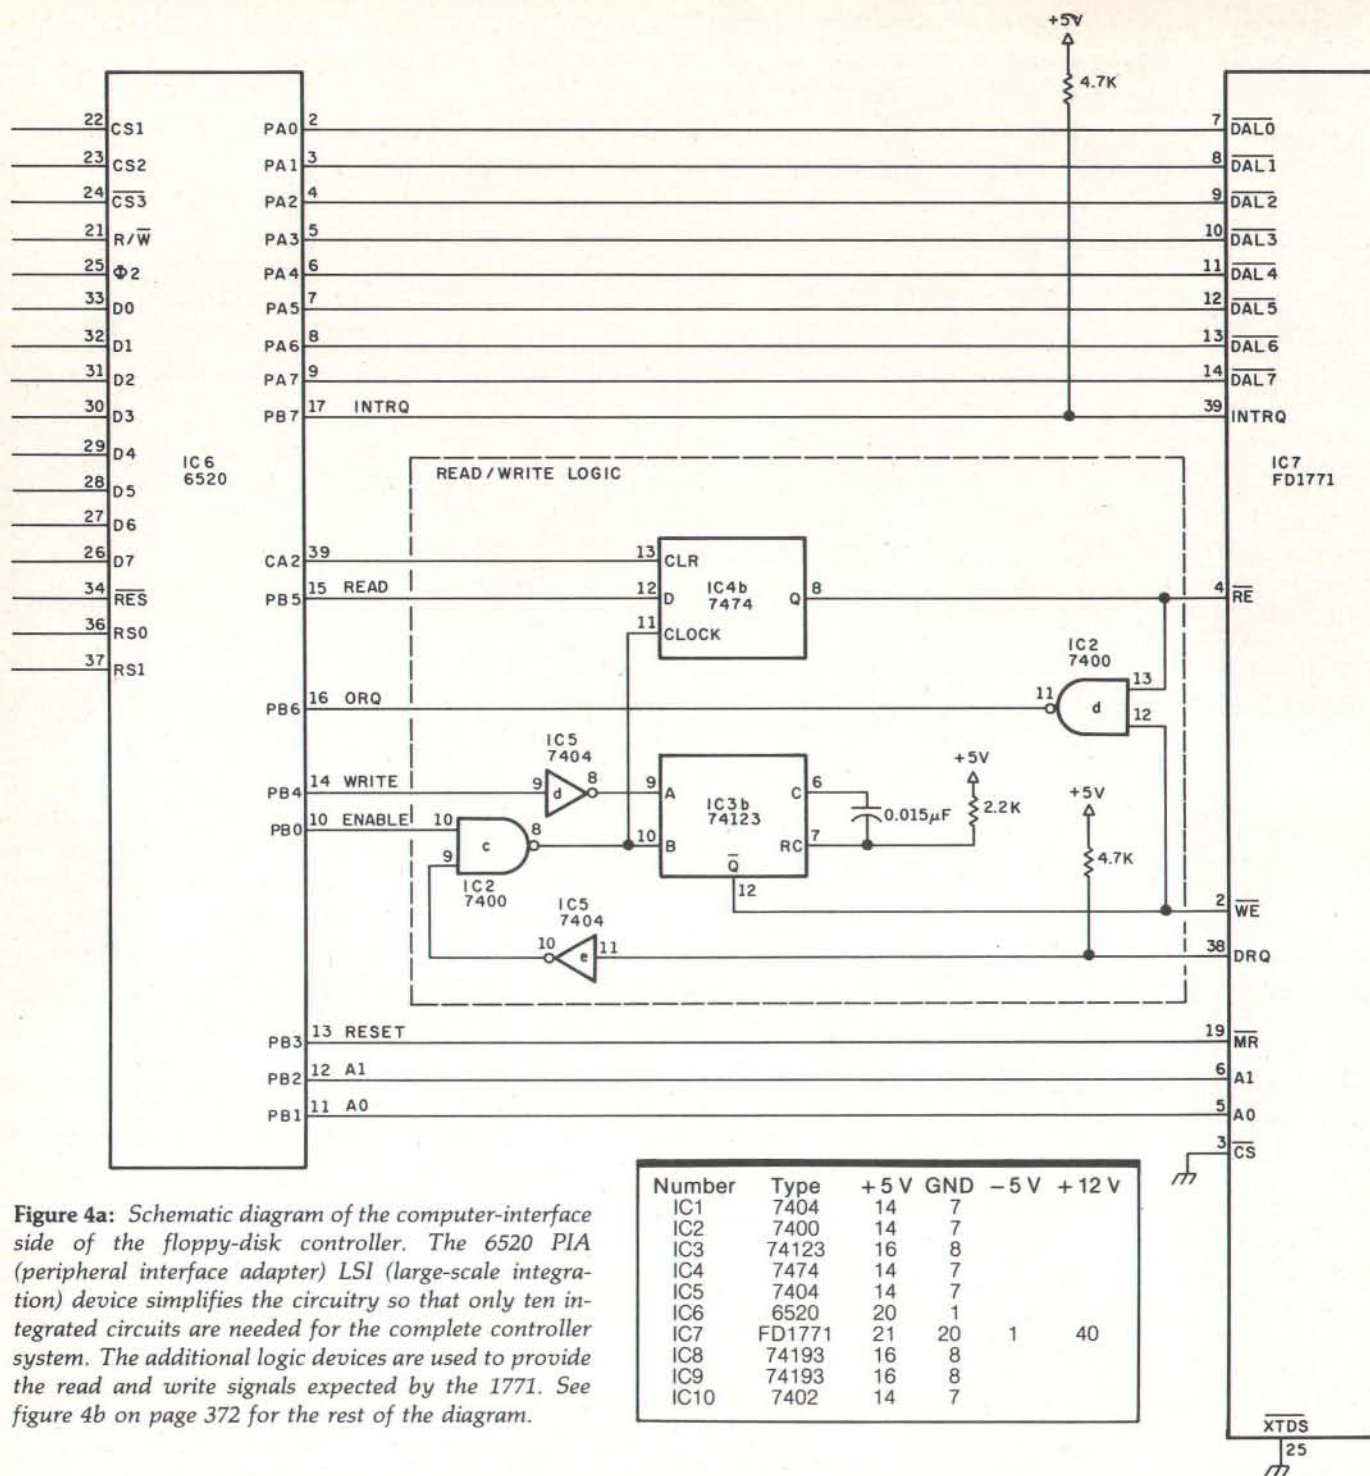 +5V
4.7K
22 CS1 PA0 2 7 DAL0
23 CS2 PA1 3 8 DAL1
24 CS3 PA2 4 9 DAL2
21 R/W PA3 5 10 DAL3
25 Φ2 PA4 6 11 DAL4
33 D0 PA5 7 12 DAL5
32 D1 PA6 8 13 DAL6
31 D2 PA7 9 14 DAL7
30 D3 PB7 17 INTRQ 39 INTRQ
29 D4
IC6
6520
READ/WRITE LOGIC
IC7
FD1771
28 D5
27 D6
26 D7 CA2 39 13 CLR
34 RES PB5 15 READ 12 D IC4b 7474 Q 8 4 RE
36 RS0 11 CLOCK
37 RS1
IC2
7400
13
PB6 16 ORQ 11 d
12
IC5
7404
PB4 14 WRITE 9 d 8 9 A IC3b 74123 C 6
+5V
0.015μF 2.2K
+5V
PB0 10 ENABLE 10 c 8 10 B RC 7
4.7K
9
Q
12
IC2
7400
2 WE
IC5
7404
10 e 11 38 DRQ
PB3 13 RESET 19 MR
PB2 12 A1 6 A1
PB1 11 A0 5 A0
3 CS
Figure 4a: Schematic diagram of the computer-interface
side of the floppy-disk controller. The 6520 PIA
(peripheral interface adapter) LSI (large-scale integra-
tion) device simplifies the circuitry so that only ten in-
tegrated circuits are needed for the complete controller
system. The additional logic devices are used to provide
the read and write signals expected by the 1771. See
figure 4b on page 372 for the rest of the diagram.
Number Type +5 V GND −5 V +12 V
IC1 7404 14 7
IC2 7400 14 7
IC3 74123 16 8
IC4 7474 14 7
IC5 7404 14 7
IC6 6520 20 1
IC7 FD1771 21 20 1 40
IC8 74193 16 8
IC9 74193 16 8
IC10 7402 14 7
XTDS
25